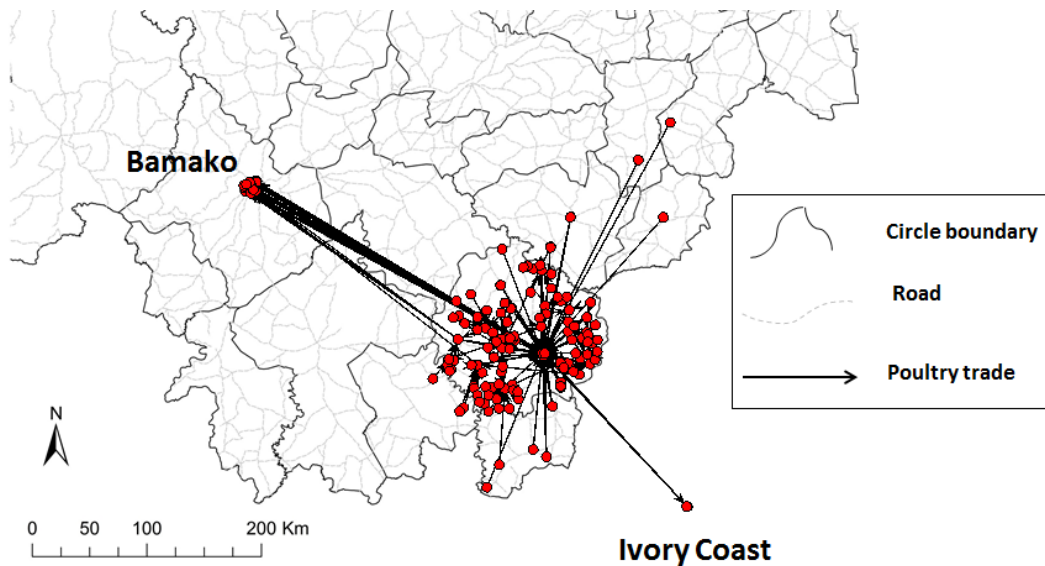 Bamako
Circle boundary
Road
Poultry trade
N
0 50 100 200 Km
Ivory Coast